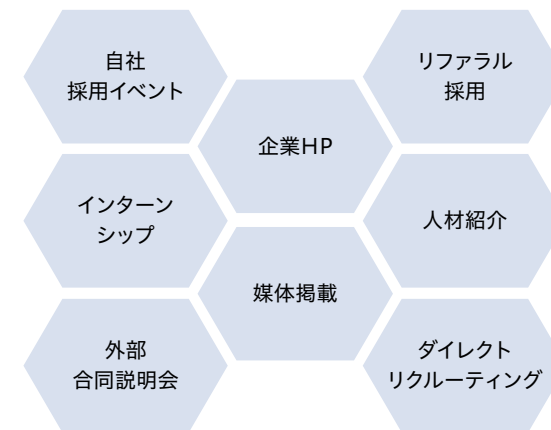 自社
採用イベント
リファラル
採用
企業HP
インターン
シップ
人材紹介
媒体掲載
外部
合同説明会
ダイレクト
リクルーティング